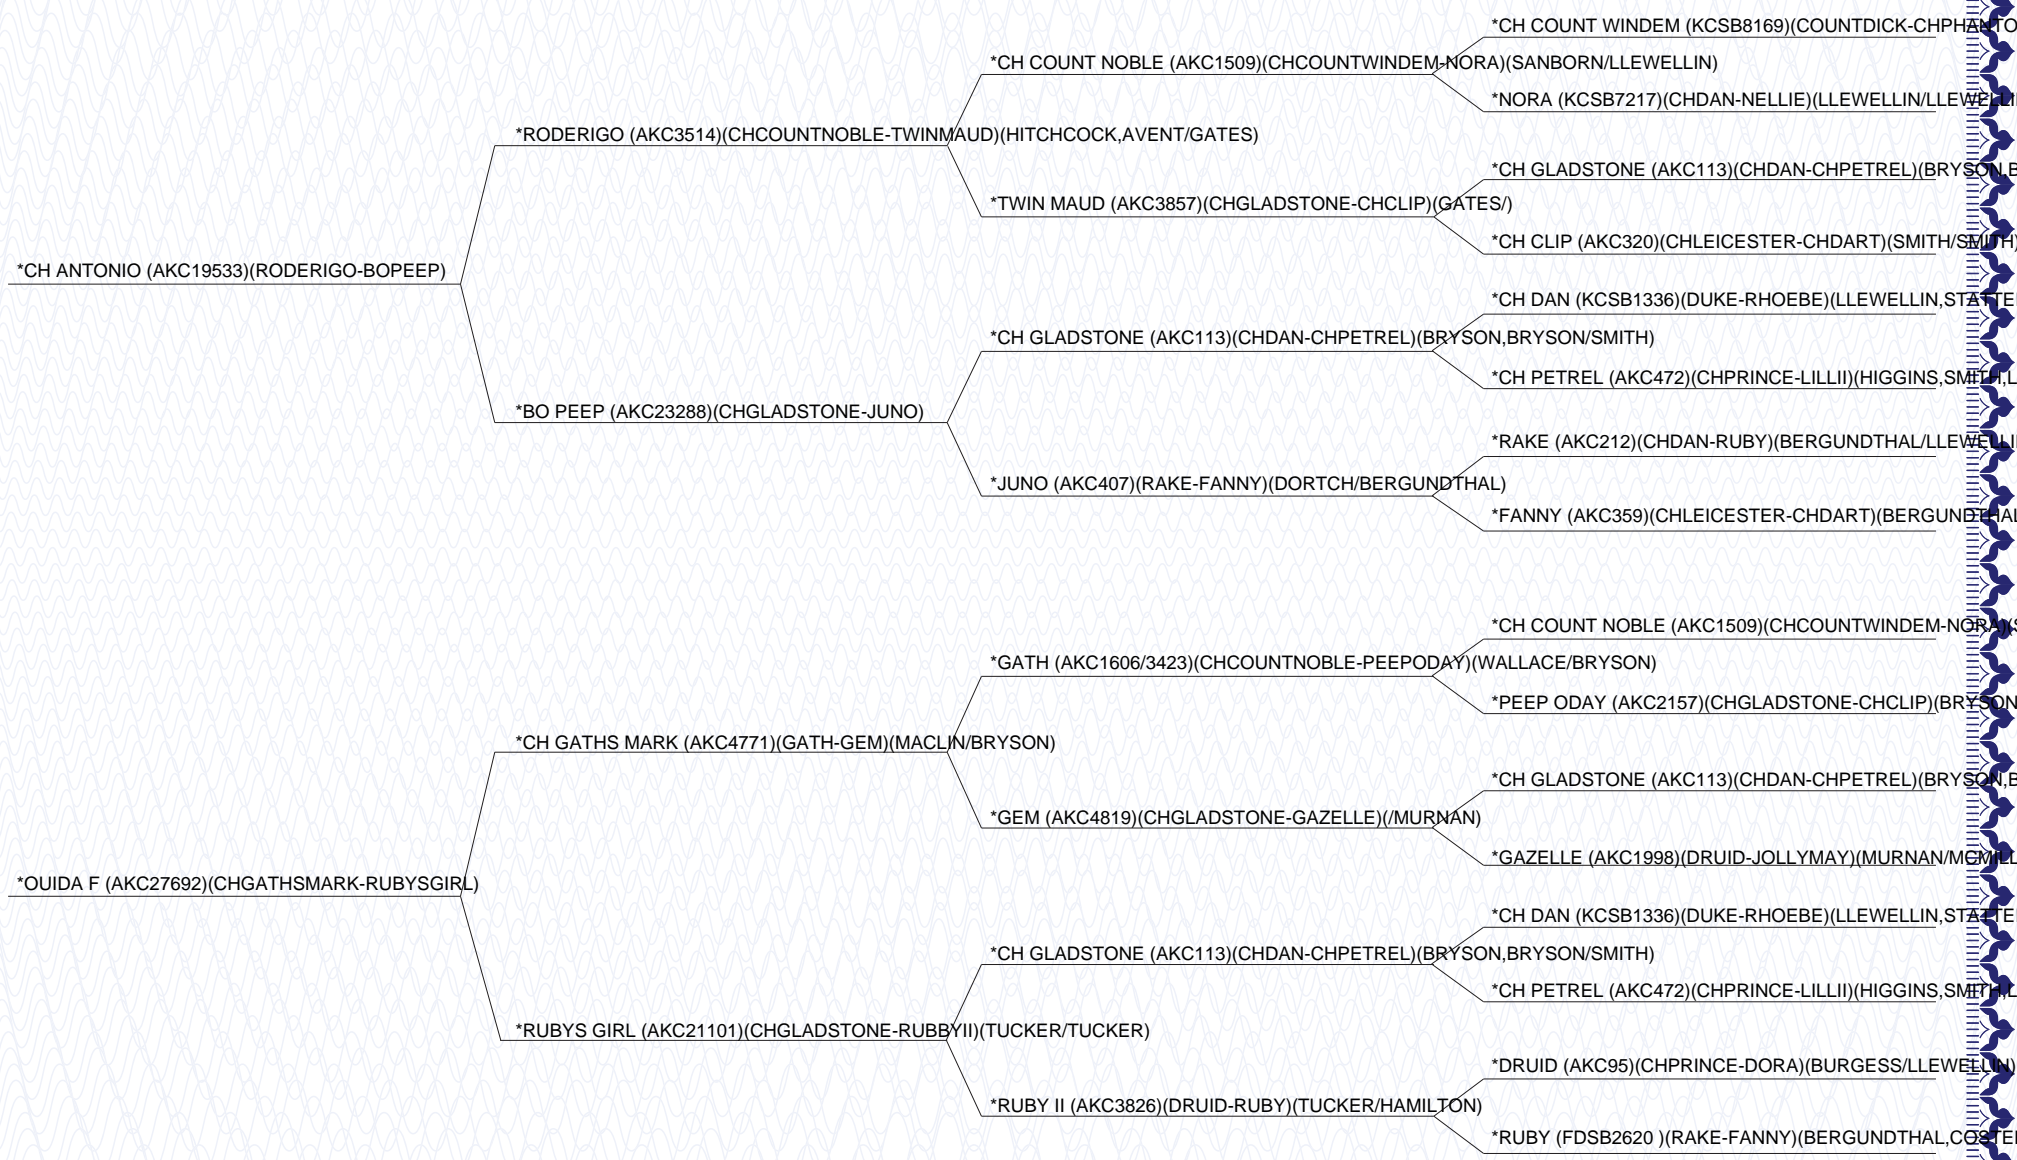 *CH COUNT WINDEM (KCSB8169)(COUNTDICK-CHPHANTO
*CH COUNT NOBLE (AKC1509)(CHCOUNTWINDEM-NORA)(SANBORN/LLEWELLIN)
*NORA (KCSB7217)(CHDAN-NELLIE)(LLEWELLIN/LLEWELLI
*RODERIGO (AKC3514)(CHCOUNTNOBLE-TWINMAUD)(HITCHCOCK,AVENT/GATES)
*CH GLADSTONE (AKC113)(CHDAN-CHPETREL)(BRYSON,B
*TWIN MAUD (AKC3857)(CHGLADSTONE-CHCLIP)(GATES/)
*CH CLIP (AKC320)(CHLEICESTER-CHDART)(SMITH/SMITH)
*CH ANTONIO (AKC19533)(RODERIGO-BOPEEP)
*CH DAN (KCSB1336)(DUKE-RHOEBE)(LLEWELLIN,STATTE
*CH GLADSTONE (AKC113)(CHDAN-CHPETREL)(BRYSON,BRYSON/SMITH)
*CH PETREL (AKC472)(CHPRINCE-LILLII)(HIGGINS,SMITH,L
*BO PEEP (AKC23288)(CHGLADSTONE-JUNO)
*RAKE (AKC212)(CHDAN-RUBY)(BERGUNDTHAL/LLEWELLI
*JUNO (AKC407)(RAKE-FANNY)(DORTCH/BERGUNDTHAL)
*FANNY (AKC359)(CHLEICESTER-CHDART)(BERGUNDTHAL
*CH COUNT NOBLE (AKC1509)(CHCOUNTWINDEM-NORA)(S
*GATH (AKC1606/3423)(CHCOUNTNOBLE-PEEPODAY)(WALLACE/BRYSON)
*PEEP ODAY (AKC2157)(CHGLADSTONE-CHCLIP)(BRYSON
*CH GATHS MARK (AKC4771)(GATH-GEM)(MACLIN/BRYSON)
*CH GLADSTONE (AKC113)(CHDAN-CHPETREL)(BRYSON,B
*GEM (AKC4819)(CHGLADSTONE-GAZELLE)(/MURNAN)
*GAZELLE (AKC1998)(DRUID-JOLLYMAY)(MURNAN/MCMILL
*OUIDA F (AKC27692)(CHGATHSMARK-RUBYSGIRL)
*CH DAN (KCSB1336)(DUKE-RHOEBE)(LLEWELLIN,STATTE
*CH GLADSTONE (AKC113)(CHDAN-CHPETREL)(BRYSON,BRYSON/SMITH)
*CH PETREL (AKC472)(CHPRINCE-LILLII)(HIGGINS,SMITH,L
*RUBYS GIRL (AKC21101)(CHGLADSTONE-RUBBYII)(TUCKER/TUCKER)
*DRUID (AKC95)(CHPRINCE-DORA)(BURGESS/LLEWELLIN)
*RUBY II (AKC3826)(DRUID-RUBY)(TUCKER/HAMILTON)
*RUBY (FDSB2620 )(RAKE-FANNY)(BERGUNDTHAL,COSTE